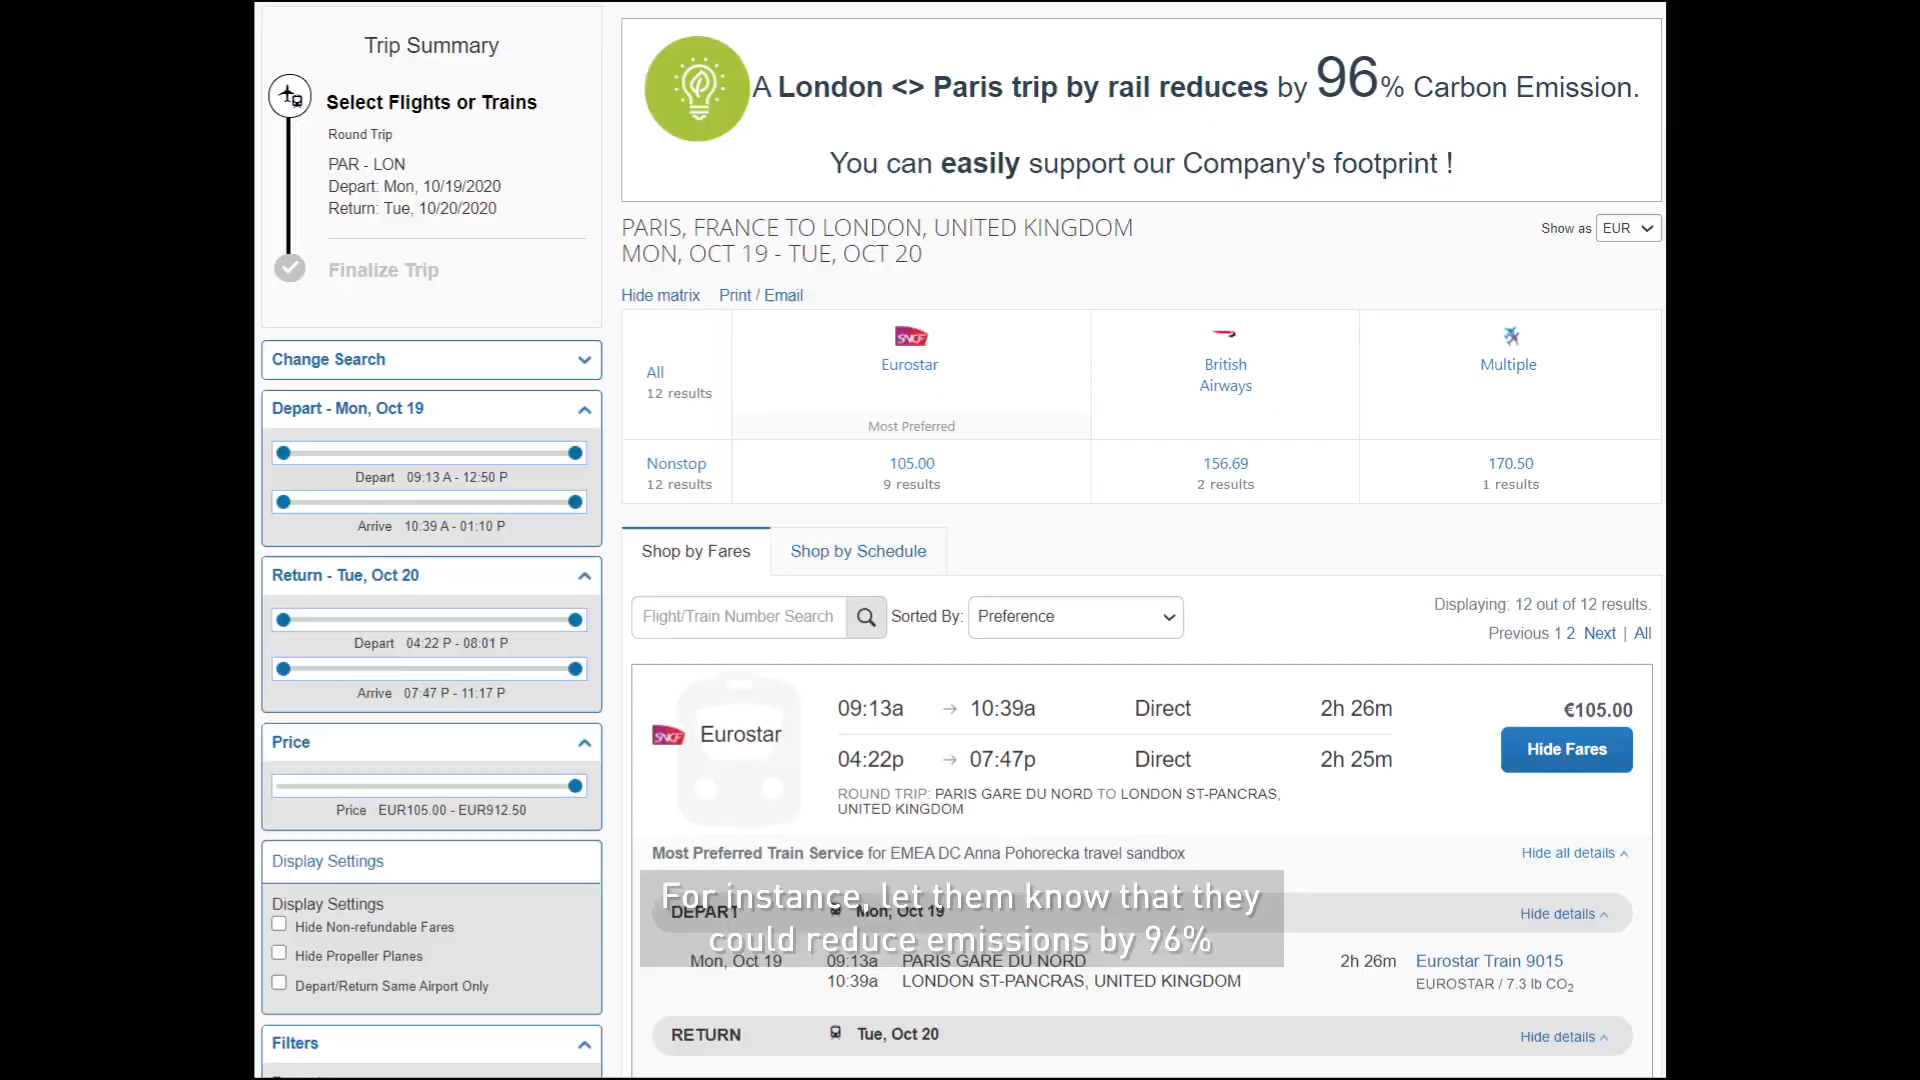 Trip Summary
Select Flights or Trains
Round Trip
PAR - LON
Depart: Mon, 10/19/2020
Return: Tue, 10/20/2020
Finalize Trip
Change Search
Depart - Mon, Oct 19
Depart 09:13 A - 12:50 P
Arrive 10:39 A - 01:10 P
Return - Tue, Oct 20
Depart 04:22 P - 08:01 P
Arrive 07:47 P - 11:17 P
Price
Price EUR105.00 - EUR912.50
Display Settings
Display Settings
Hide Non-refundable Fares
Hide Propeller Planes
Depart/Return Same Airport Only
Filters
A London <> Paris trip by rail reduces by 96% Carbon Emission.
You can easily support our Company's footprint !
PARIS, FRANCE TO LONDON, UNITED KINGDOM
MON, OCT 19 - TUE, OCT 20
Show as EUR
Hide matrix Print / Email
All
12 results
SNCF
Eurostar
Most Preferred
British
Airways
Multiple
Nonstop
12 results
105.00
9 results
156.69
2 results
170.50
1 results
Shop by Fares Shop by Schedule
Flight/Train Number Search Sorted By: Preference
Displaying: 12 out of 12 results.
Previous 1 2 Next | All
SNCF Eurostar
09:13a → 10:39a Direct 2h 26m
04:22p → 07:47p Direct 2h 25m
ROUND TRIP: PARIS GARE DU NORD TO LONDON ST-PANCRAS,
UNITED KINGDOM
€105.00
Hide Fares
Most Preferred Train Service for EMEA DC Anna Pohorecka travel sandbox
Hide all details
For instance, let them know that they
could reduce emissions by 96%
DEPART Mon, Oct 19 Hide details
Mon, Oct 19 09:13a PARIS GARE DU NORD 2h 26m Eurostar Train 9015
10:39a LONDON ST-PANCRAS, UNITED KINGDOM EUROSTAR / 7.3 lb CO2
RETURN Tue, Oct 20 Hide details